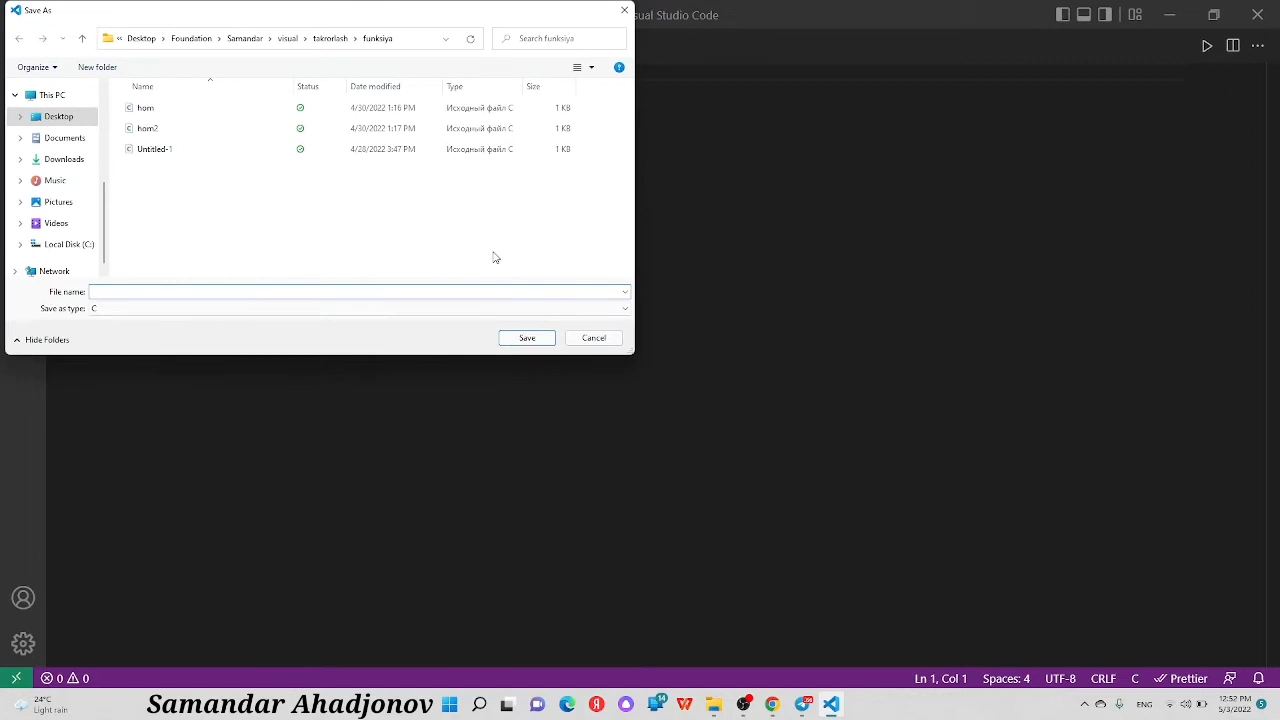 Save As
sual Studio Code
« Desktop > Foundation > Samandar > visual > takrorlash > funksiya
Search funksiya
Organize
New folder
Name
Status
Date modified
Type
Size
This PC
Desktop
Documents
Downloads
Music
Pictures
Videos
Local Disk (C:)
Network
hom 4/30/2022 1:16 PM Исходный файл C 1 KB
hom2 4/30/2022 1:17 PM Исходный файл C 1 KB
Untitled-1 4/28/2022 3:47 PM Исходный файл C 1 KB
File name:
Save as type: C
Hide Folders
Save
Cancel
0 0
Ln 1, Col 1
Spaces: 4
UTF-8
CRLF
C
Prettier
24°C
Light rain
Samandar Ahadjonov
14
ENG
12:52 PM
5/3/2022
5